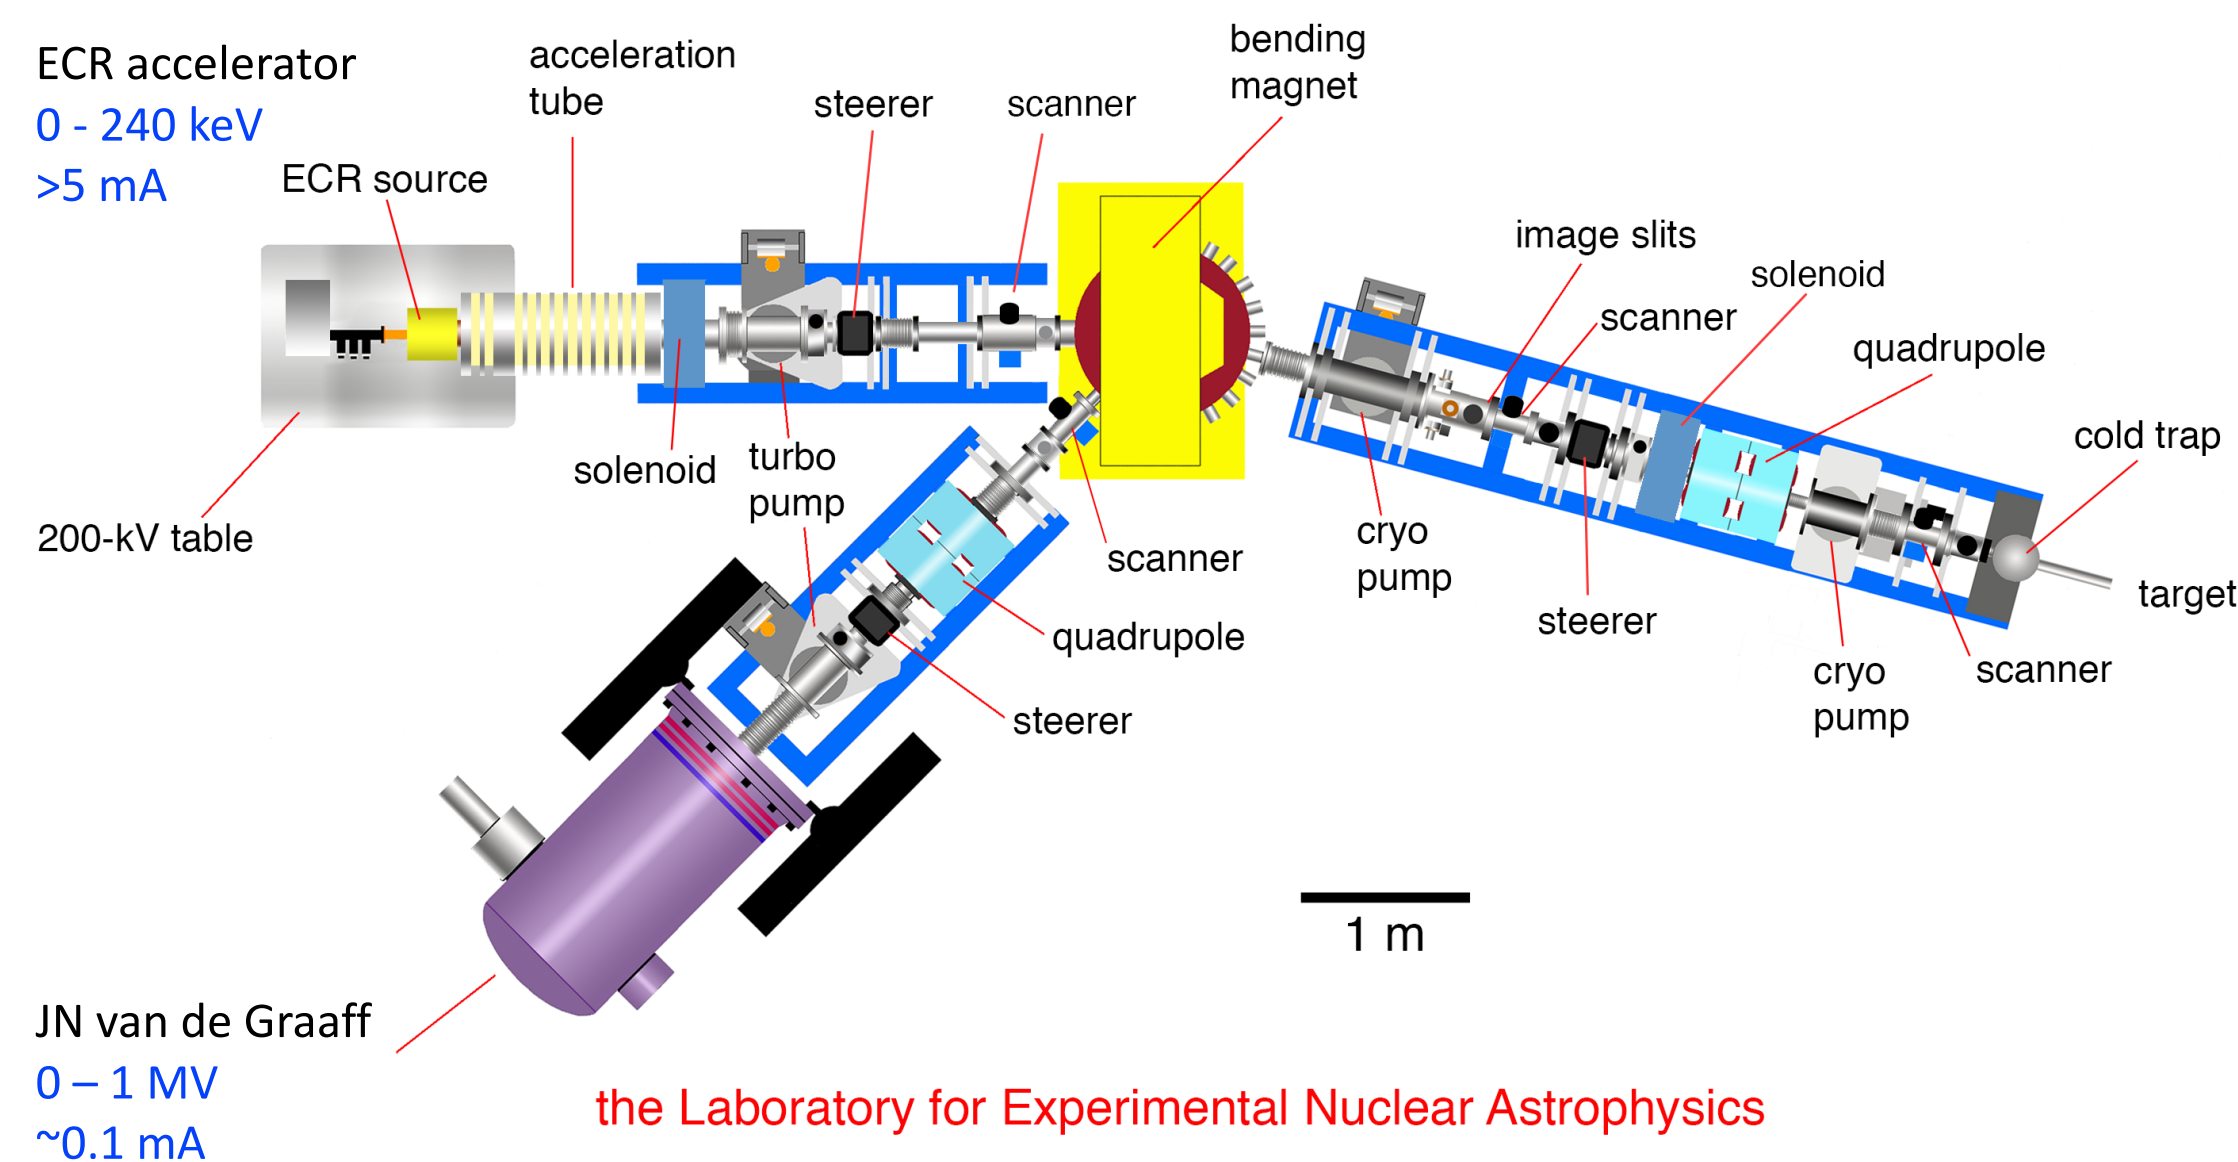 ECR accelerator
0 - 240 keV
>5 mA
acceleration
tube
ECR source
steerer
scanner
bending
magnet
image slits
scanner
solenoid
quadrupole
cold trap
target
200-kV table
solenoid
turbo
pump
scanner
quadrupole
steerer
cryo
pump
steerer
cryo
pump
scanner
1 m
JN van de Graaff
0 – 1 MV
~0.1 mA
the Laboratory for Experimental Nuclear Astrophysics